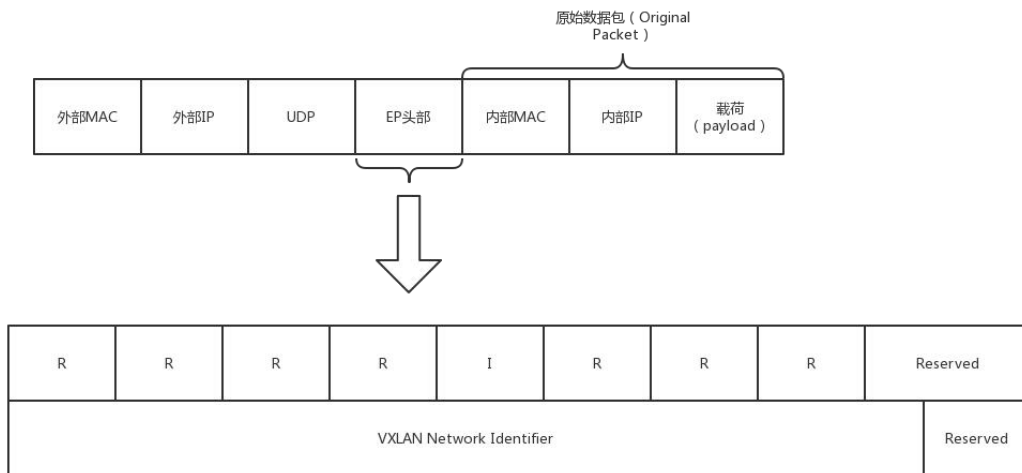 原始数据包（Original
Packet）
外部MAC
外部IP
UDP
EP头部
内部MAC
内部IP
载荷
（payload）
R
R
R
R
I
R
R
R
Reserved
VXLAN Network Identifier
Reserved